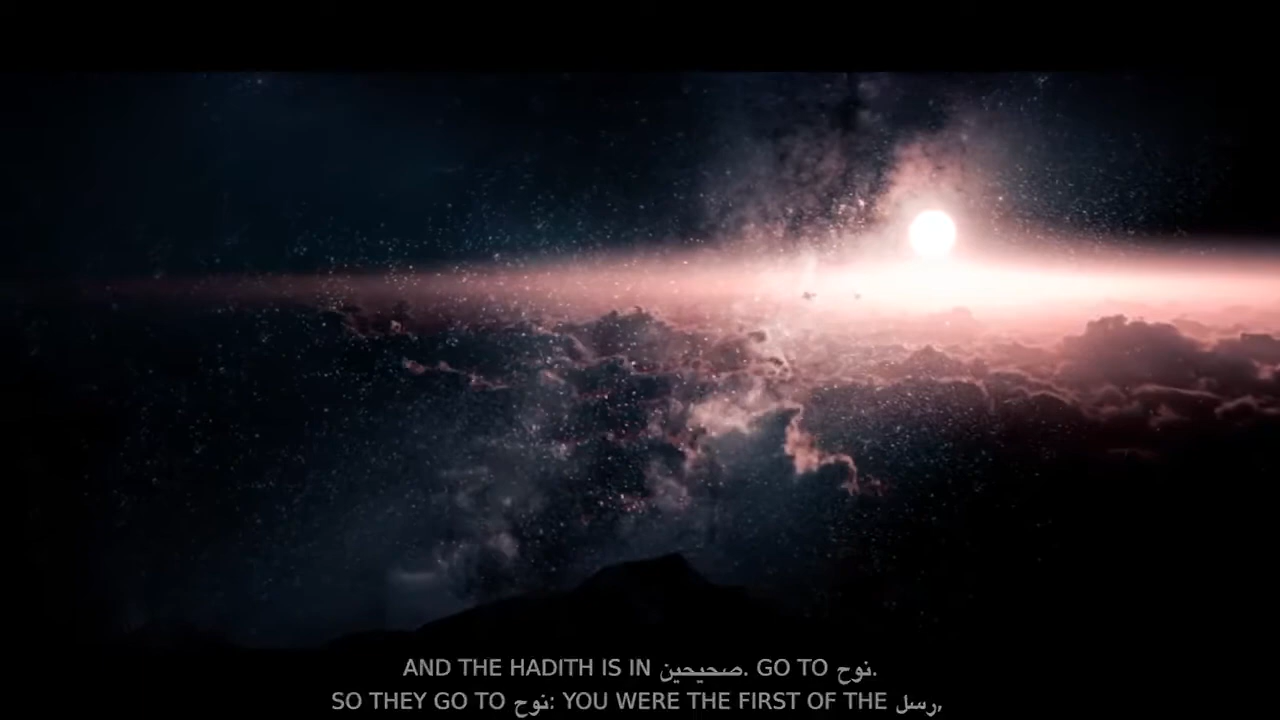 AND THE HADITH IS IN صحيحين. GO TO نوح.
SO THEY GO TO نوح: YOU WERE THE FIRST OF THE رسل,